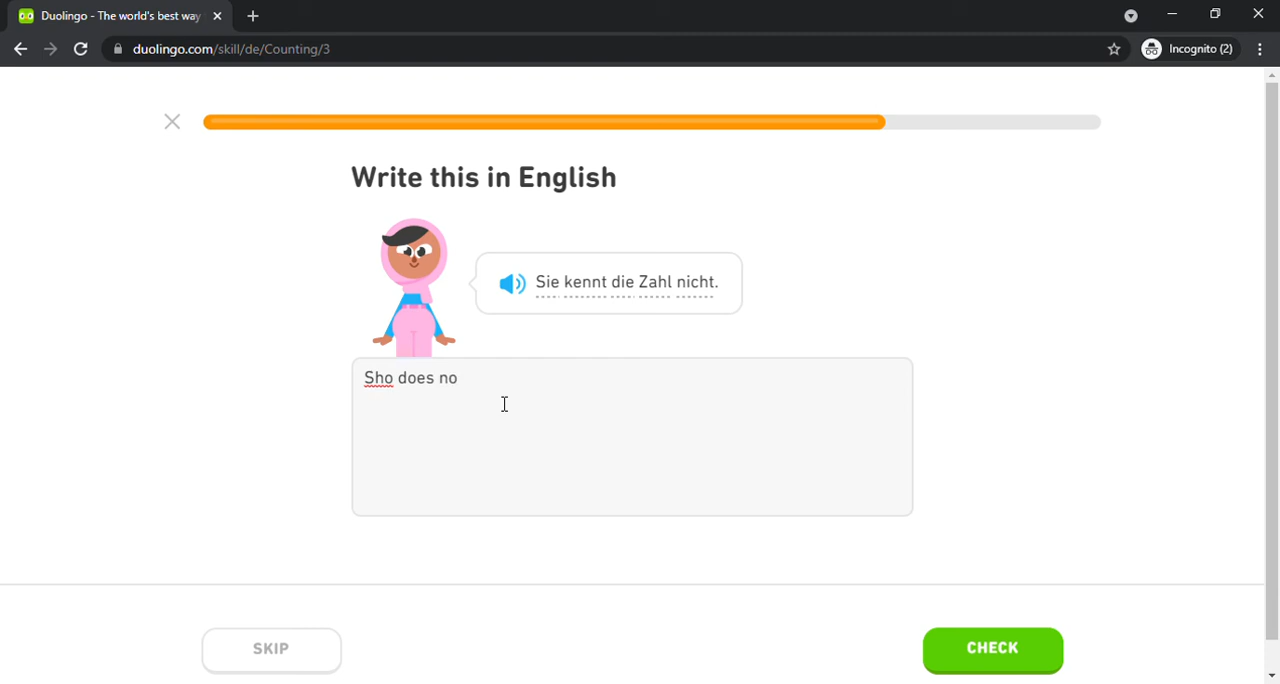 Duolingo - The world's best way
duolingo.com/skill/de/Counting/3
Incognito (2)
Write this in English
Sie kennt die Zahl nicht.
Sho does no
SKIP
CHECK